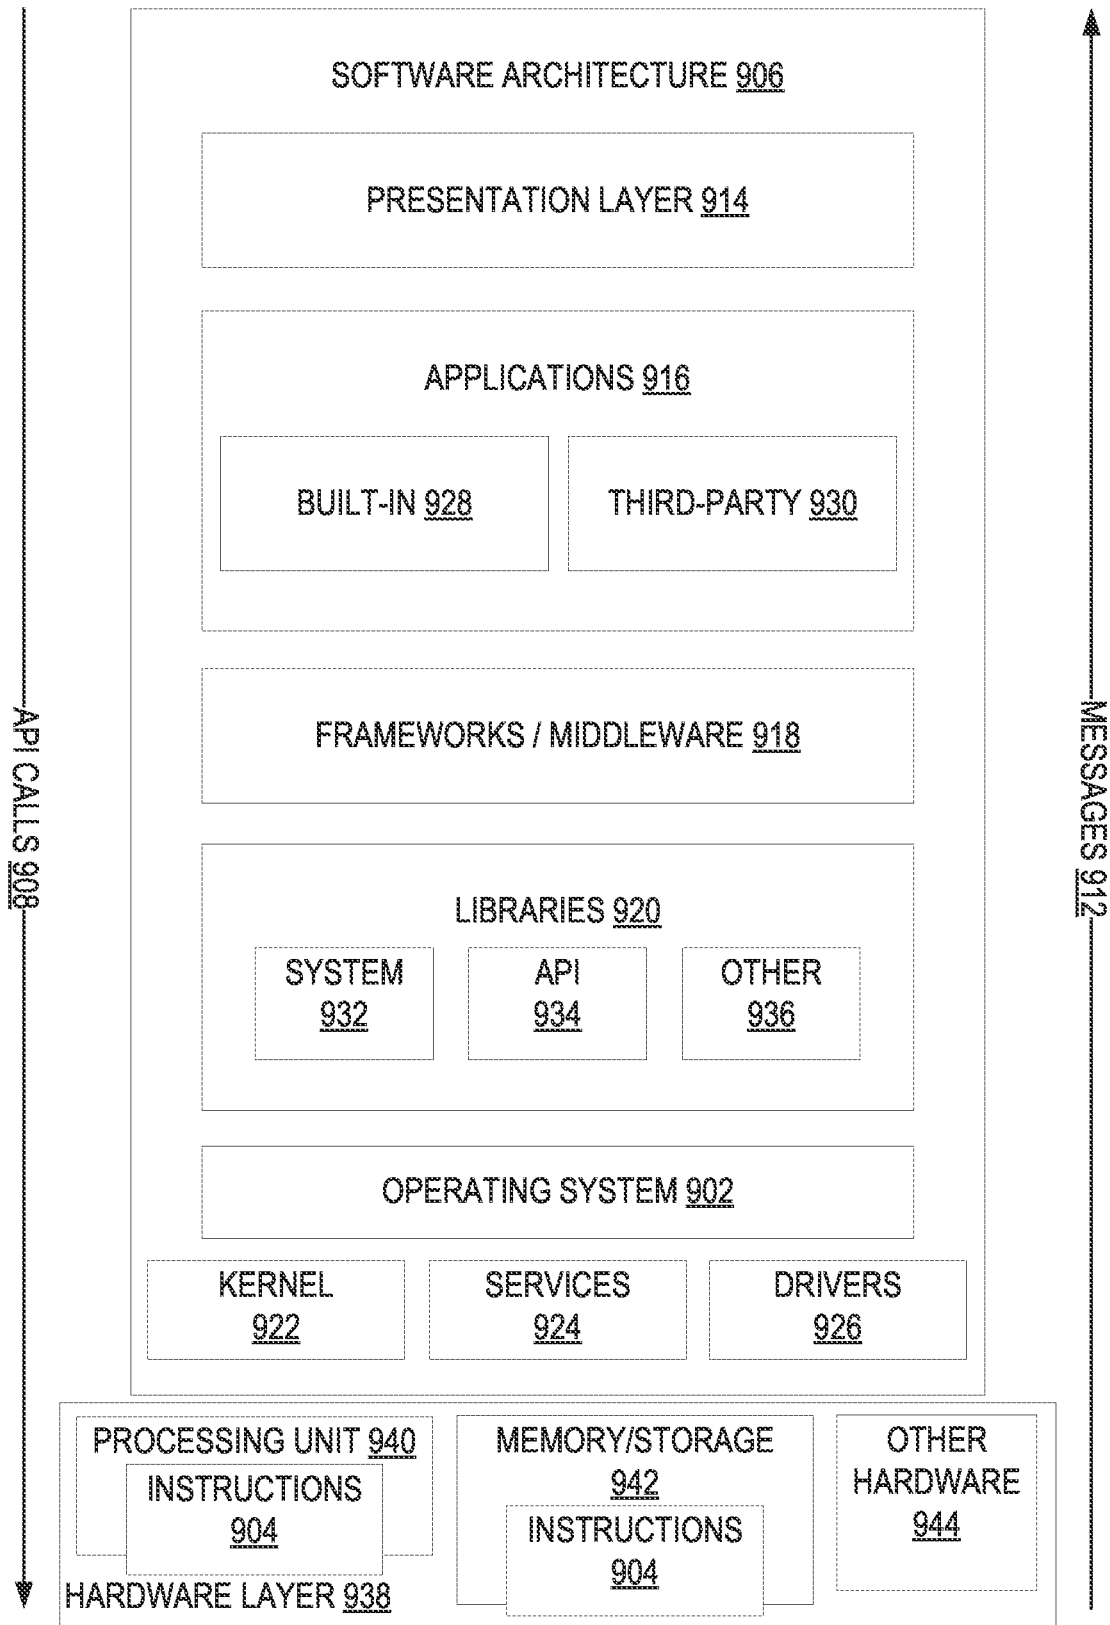 SOFTWARE ARCHITECTURE 906
PRESENTATION LAYER 914
APPLICATIONS 916
BUILT-IN 928
THIRD-PARTY 930
FRAMEWORKS / MIDDLEWARE 918
API CALLS 908
MESSAGES 912
LIBRARIES 920
SYSTEM
932
API
934
OTHER
936
OPERATING SYSTEM 902
KERNEL
922
SERVICES
924
DRIVERS
926
PROCESSING UNIT 940
INSTRUCTIONS
904
MEMORY/STORAGE
942
INSTRUCTIONS
904
OTHER
HARDWARE
944
HARDWARE LAYER 938